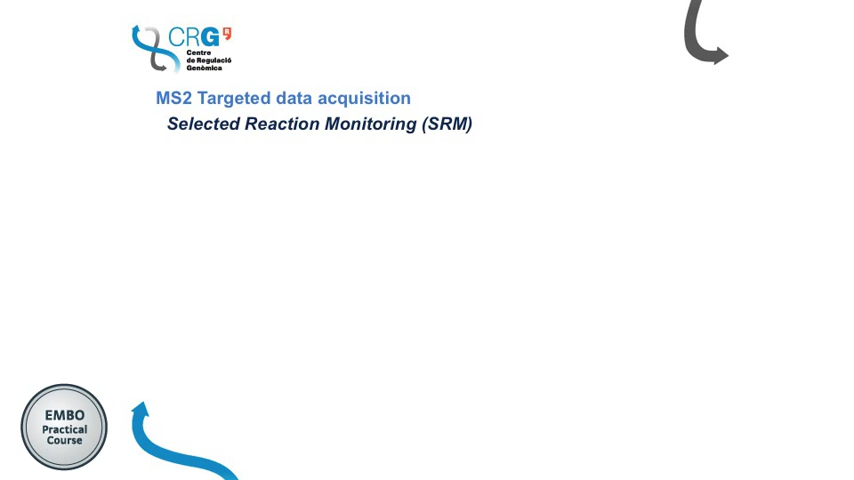 CRG
Centre
de Regulació
Genòmica
MS2 Targeted data acquisition
Selected Reaction Monitoring (SRM)
EMBO
Practical
Course